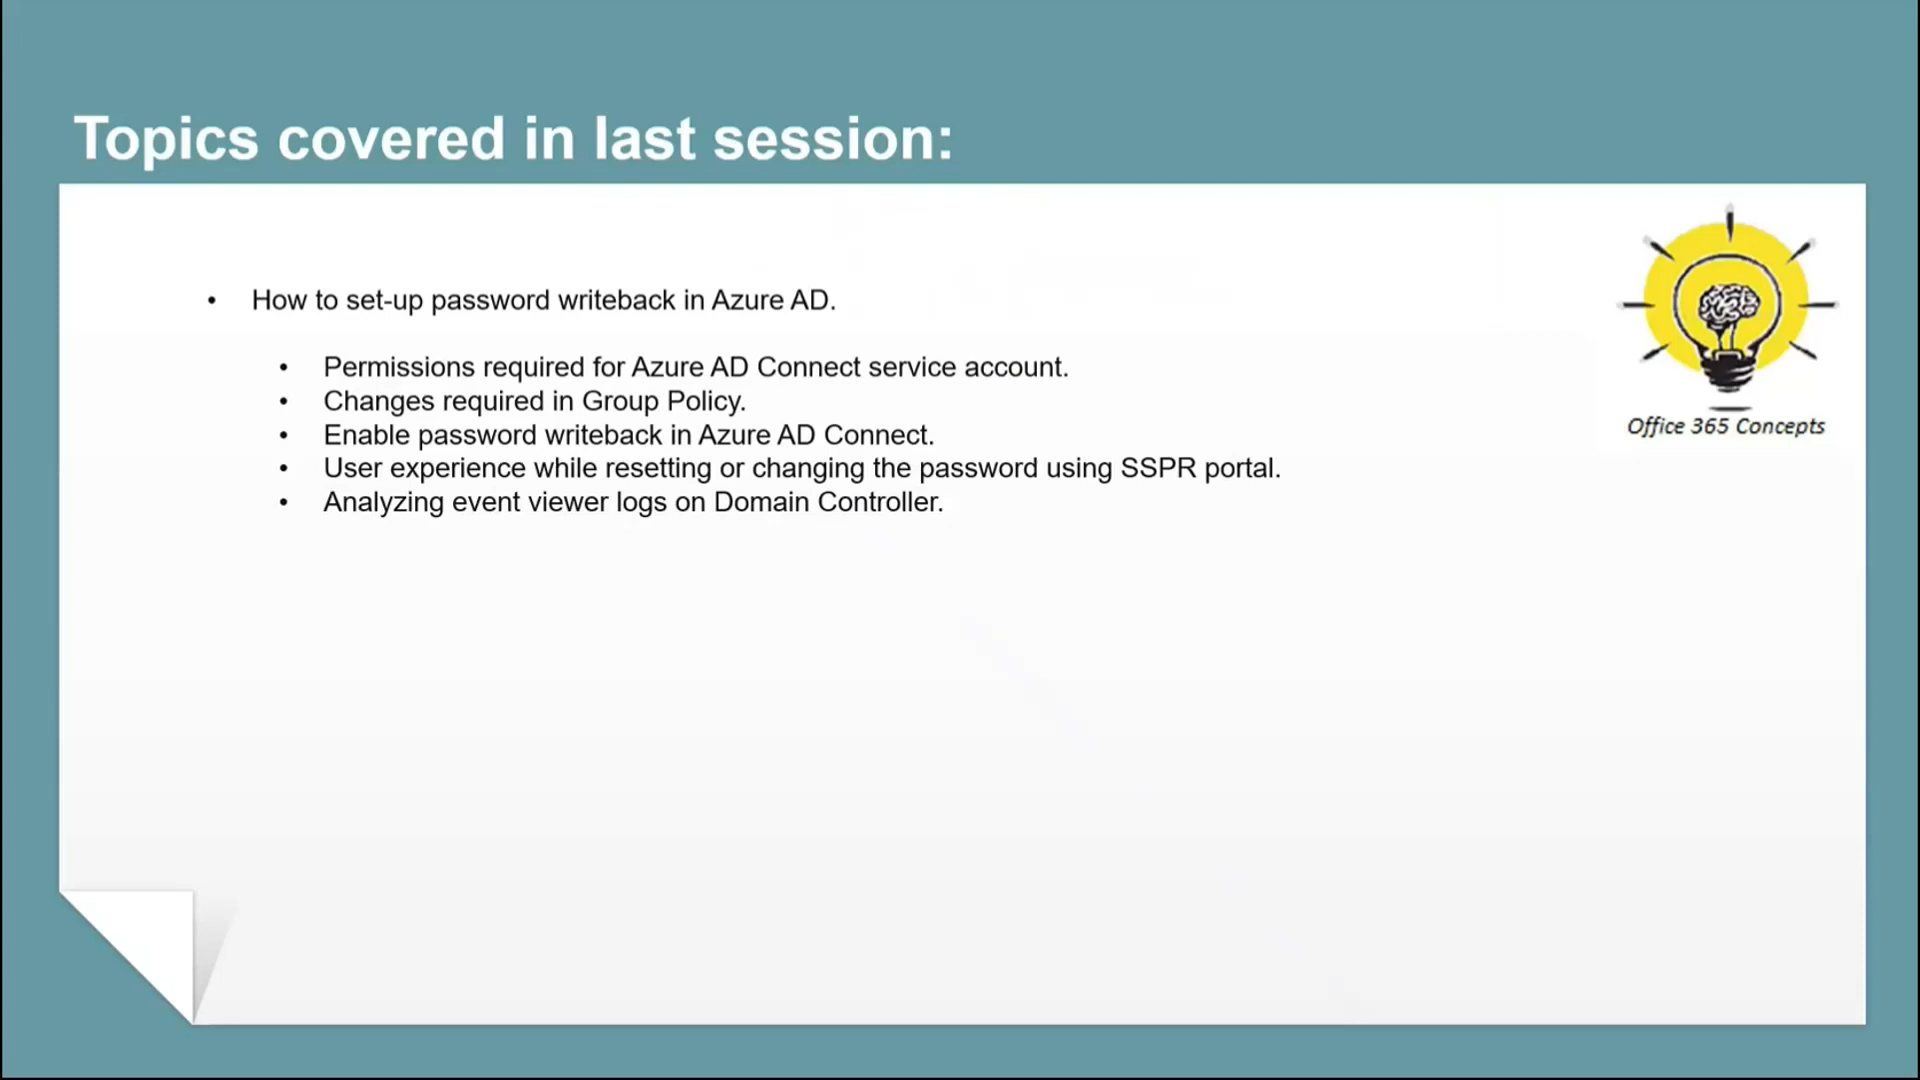 Topics covered in last session:
• How to set-up password writeback in Azure AD.
• Permissions required for Azure AD Connect service account.
• Changes required in Group Policy.
• Enable password writeback in Azure AD Connect.
• User experience while resetting or changing the password using SSPR portal.
• Analyzing event viewer logs on Domain Controller.
Office 365 Concepts